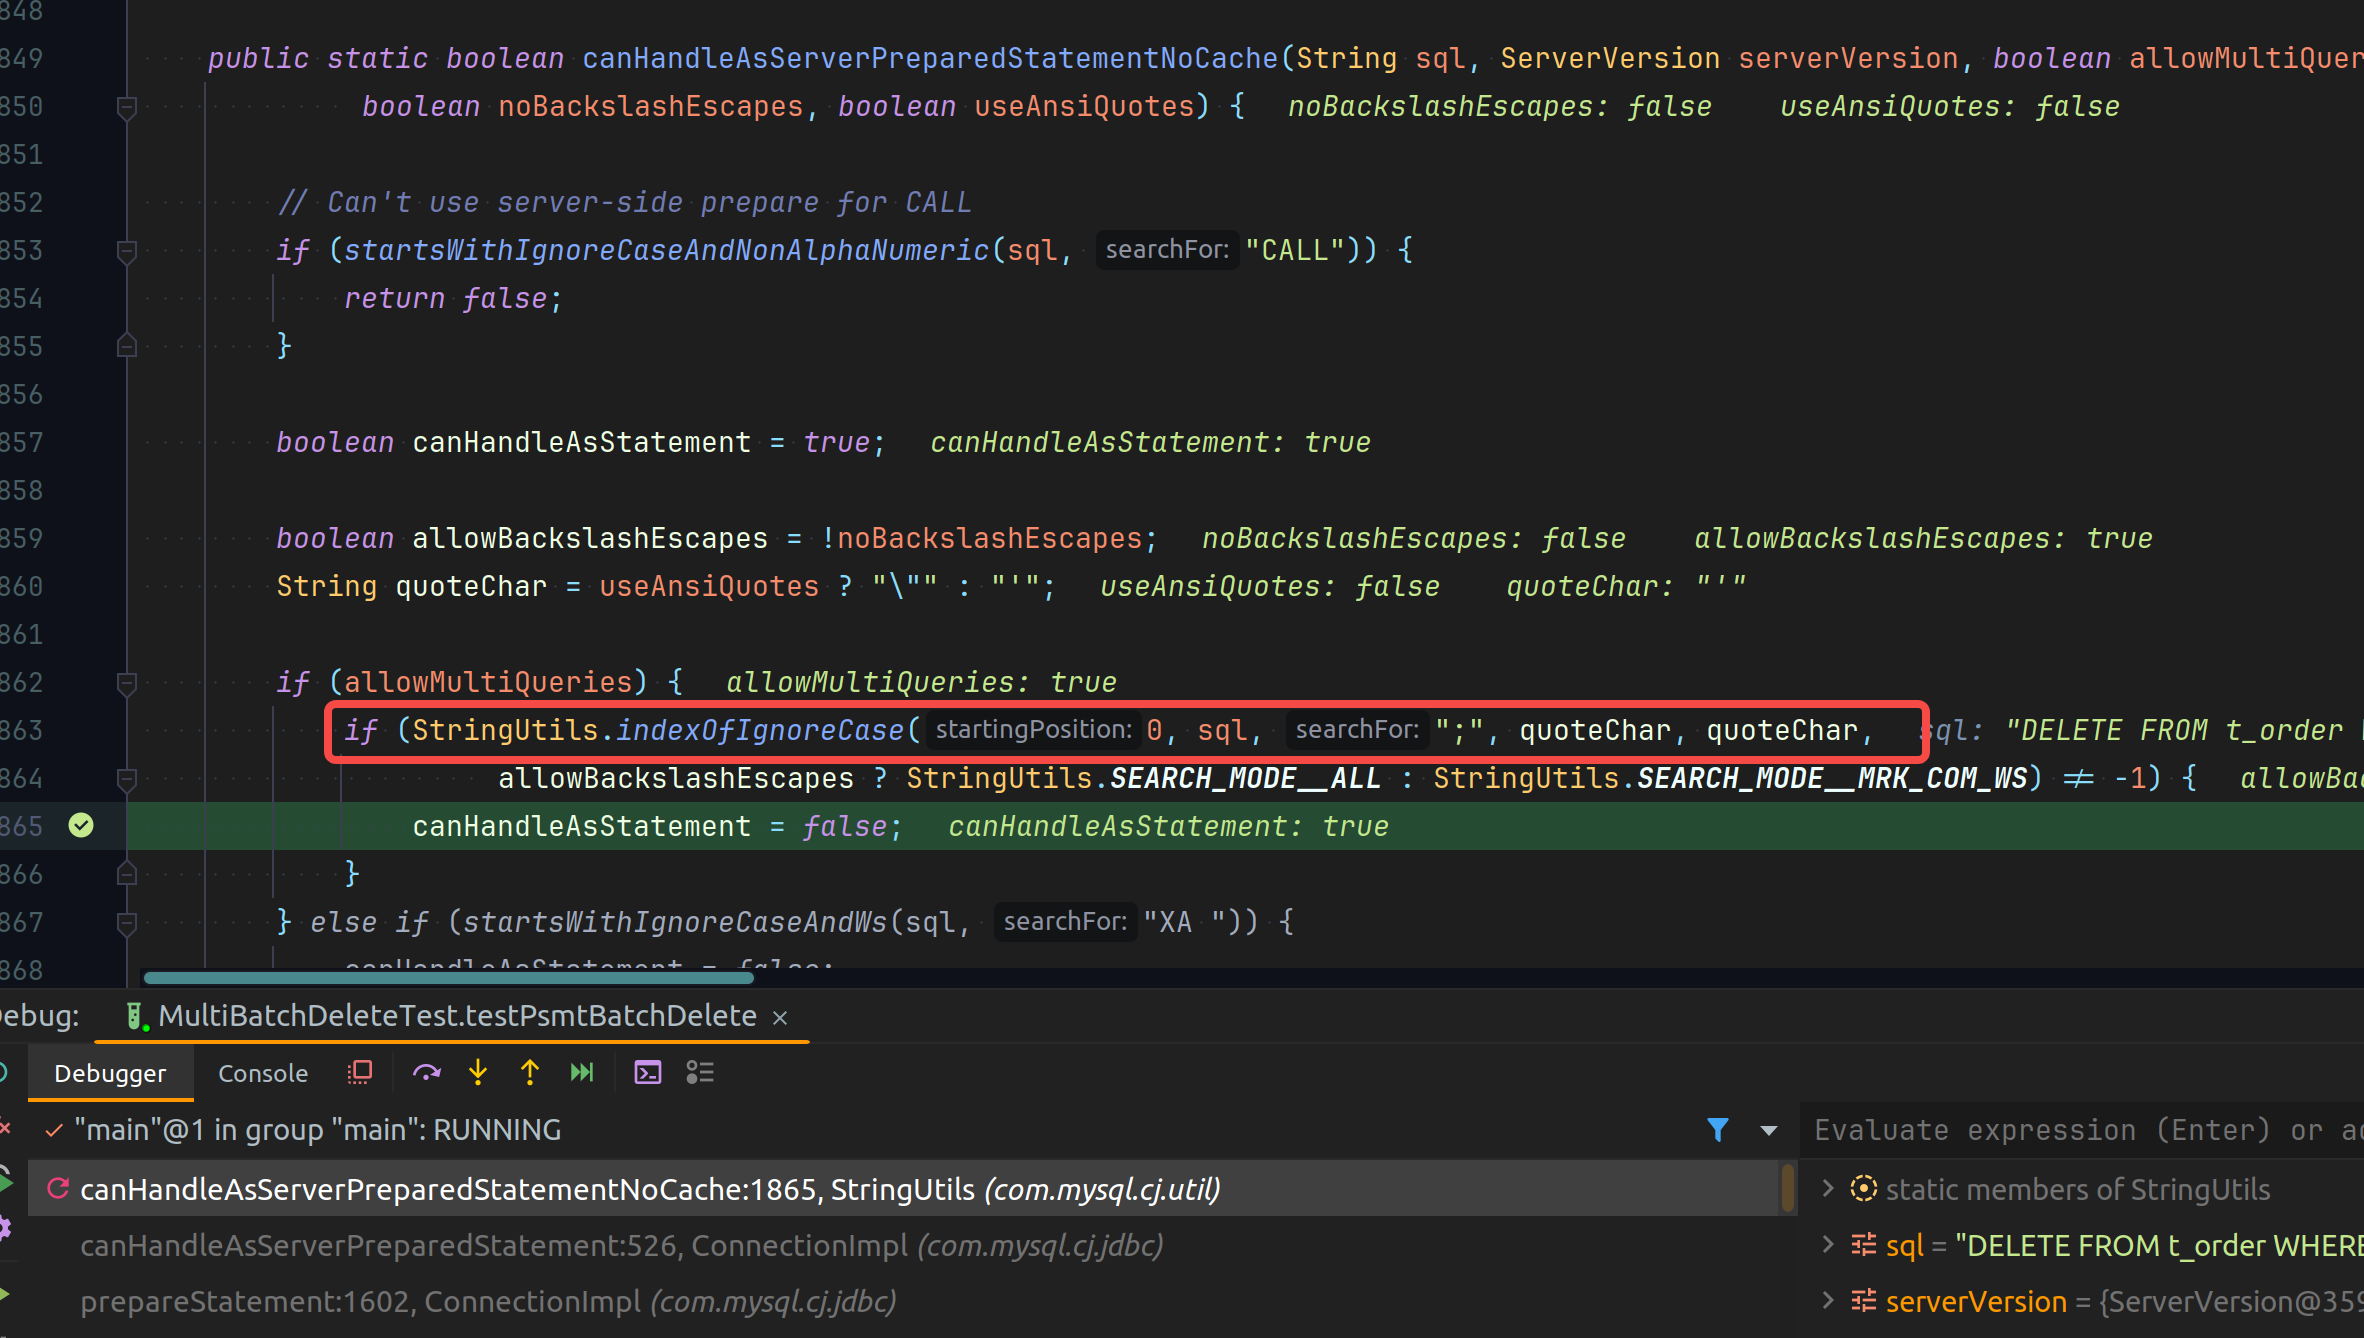 848
849 public static boolean canHandleAsServerPreparedStatementNoCache(String sql, ServerVersion serverVersion, boolean allowMultiQuer
850 boolean noBackslashEscapes, boolean useAnsiQuotes) { noBackslashEscapes: false useAnsiQuotes: false
851
852 // Can't use server-side prepare for CALL
853 if (startsWithIgnoreCaseAndNonAlphaNumeric(sql, searchFor: "CALL")) {
854 return false;
855 }
856
857 boolean canHandleAsStatement = true; canHandleAsStatement: true
858
859 boolean allowBackslashEscapes = !noBackslashEscapes; noBackslashEscapes: false allowBackslashEscapes: true
860 String quoteChar = useAnsiQuotes ? "\"" : "'"; useAnsiQuotes: false quoteChar: "'"
861
862 if (allowMultiQueries) { allowMultiQueries: true
863 if (StringUtils.indexOfIgnoreCase( startingPosition: 0, sql, searchFor: ";", quoteChar, quoteChar, sql: "DELETE FROM t_order
864 allowBackslashEscapes ? StringUtils.SEARCH_MODE__ALL : StringUtils.SEARCH_MODE__MRK_COM_WS) != -1) { allowBac
865 canHandleAsStatement = false; canHandleAsStatement: true
866 }
867 } else if (startsWithIgnoreCaseAndWs(sql, searchFor: "XA ")) {
868 canHandleAsStatement = false;
ebug: MultiBatchDeleteTest.testPsmtBatchDelete ×
Debugger Console
"main"@1 in group "main": RUNNING
Evaluate expression (Enter) or ad
canHandleAsServerPreparedStatementNoCache:1865, StringUtils (com.mysql.cj.util)
static members of StringUtils
canHandleAsServerPreparedStatement:526, ConnectionImpl (com.mysql.cj.jdbc)
sql = "DELETE FROM t_order WHERE
prepareStatement:1602, ConnectionImpl (com.mysql.cj.jdbc)
serverVersion = {ServerVersion@359